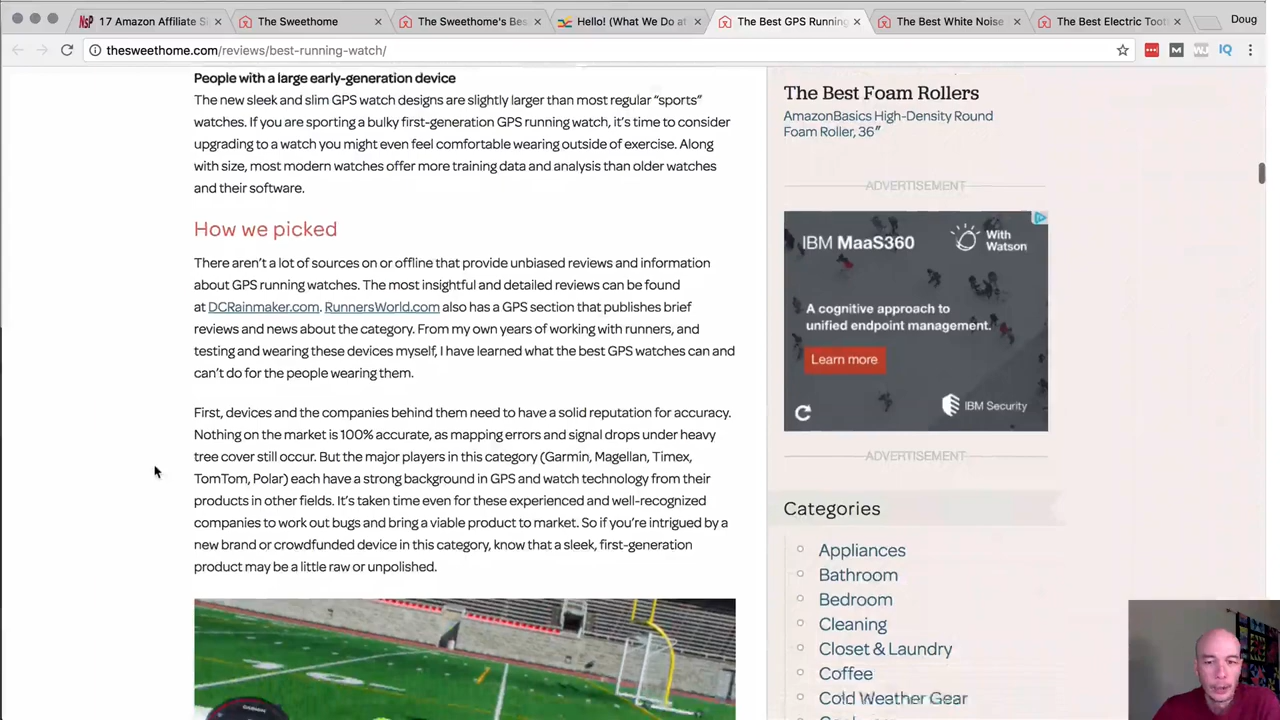 17 Amazon Affiliate Si
The Sweethome
The Sweethome's Bes
Hello! (What We Do at
The Best GPS Running
The Best White Noise
The Best Electric Toot
Doug
thesweethome.com/reviews/best-running-watch/
People with a large early-generation device
The new sleek and slim GPS watch designs are slightly larger than most regular “sports”
watches. If you are sporting a bulky first-generation GPS running watch, it’s time to consider
upgrading to a watch you might even feel comfortable wearing outside of exercise. Along
with size, most modern watches offer more training data and analysis than older watches
and their software.
How we picked
There aren’t a lot of sources on or offline that provide unbiased reviews and information
about GPS running watches. The most insightful and detailed reviews can be found
at DCRainmaker.com. RunnersWorld.com also has a GPS section that publishes brief
reviews and news about the category. From my own years of working with runners, and
testing and wearing these devices myself, I have learned what the best GPS watches can and
can’t do for the people wearing them.
First, devices and the companies behind them need to have a solid reputation for accuracy.
Nothing on the market is 100% accurate, as mapping errors and signal drops under heavy
tree cover still occur. But the major players in this category (Garmin, Magellan, Timex,
TomTom, Polar) each have a strong background in GPS and watch technology from their
products in other fields. It’s taken time even for these experienced and well-recognized
companies to work out bugs and bring a viable product to market. So if you’re intrigued by a
new brand or crowdfunded device in this category, know that a sleek, first-generation
product may be a little raw or unpolished.
The Best Foam Rollers
AmazonBasics High-Density Round
Foam Roller, 36″
ADVERTISEMENT
IBM MaaS360
With
Watson
A cognitive approach to
unified endpoint management.
Learn more
IBM Security
ADVERTISEMENT
Categories
Appliances
Bathroom
Bedroom
Cleaning
Closet & Laundry
Coffee
Cold Weather Gear